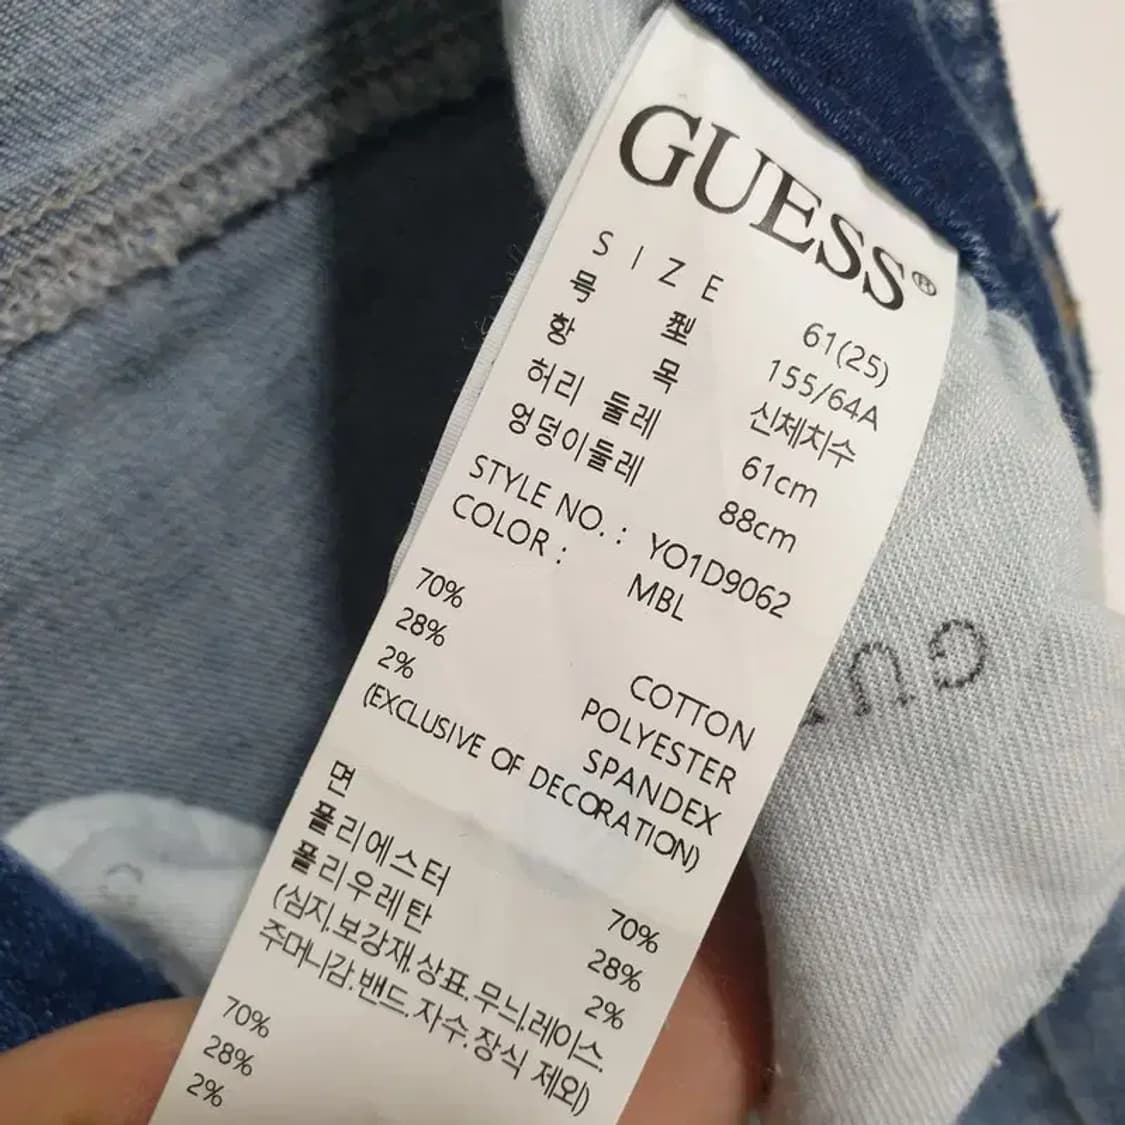 GUESS®
SIZE 61(25)
号 型 155/64A
항 목 신체치수
허리 둘레 61cm
엉덩이둘레 88cm
STYLE NO. : YO1D9062
COLOR : MBL
70% COTTON
28% POLYESTER
2% SPANDEX
(EXCLUSIVE OF DECORATION)
면 70%
폴리에스터 28%
폴리우레탄 2%
(심지.보강재.상표.무늬.레이스.
주머니감.밴드.자수.장식 제외)
70%
28%
2%
GU